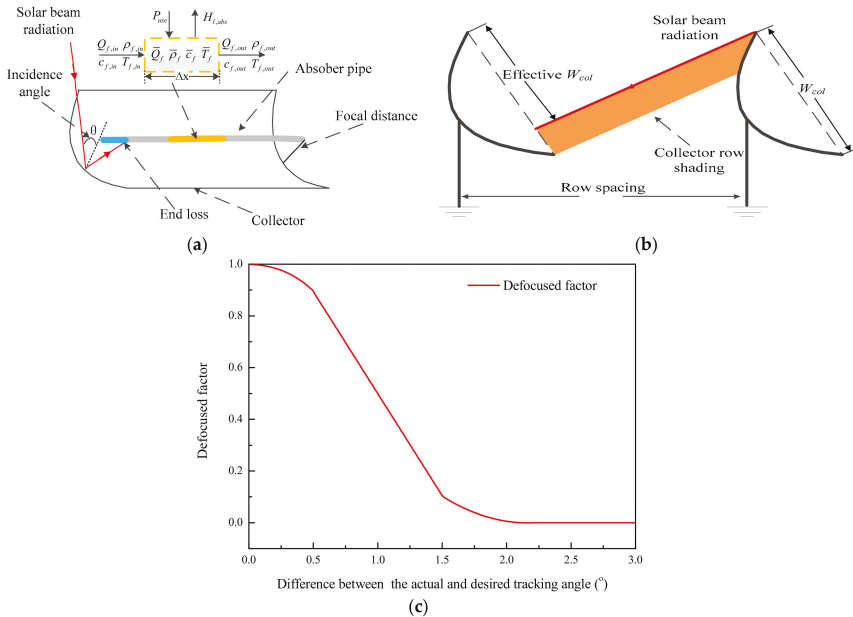 (a)
Solar beam
radiation
P_use
H_l,abs
Q_f,in ρ_f,in
c_f,in T_f,in
Q̅_f ρ̅_f c̅_f T̅_f
Q_f,out ρ_f,out
c_f,out T_f,out
Δx
Incidence
angle
θ
Absober pipe
Focal distance
End loss
Collector
(b)
Solar beam
radiation
Effective W_col
W_col
Collector row
shading
Row spacing
(c)
Defocused factor
1.0
0.8
0.6
0.4
0.2
0.0
Defocused factor
0.0 0.5 1.0 1.5 2.0 2.5 3.0
Difference between the actual and desired tracking angle (°)